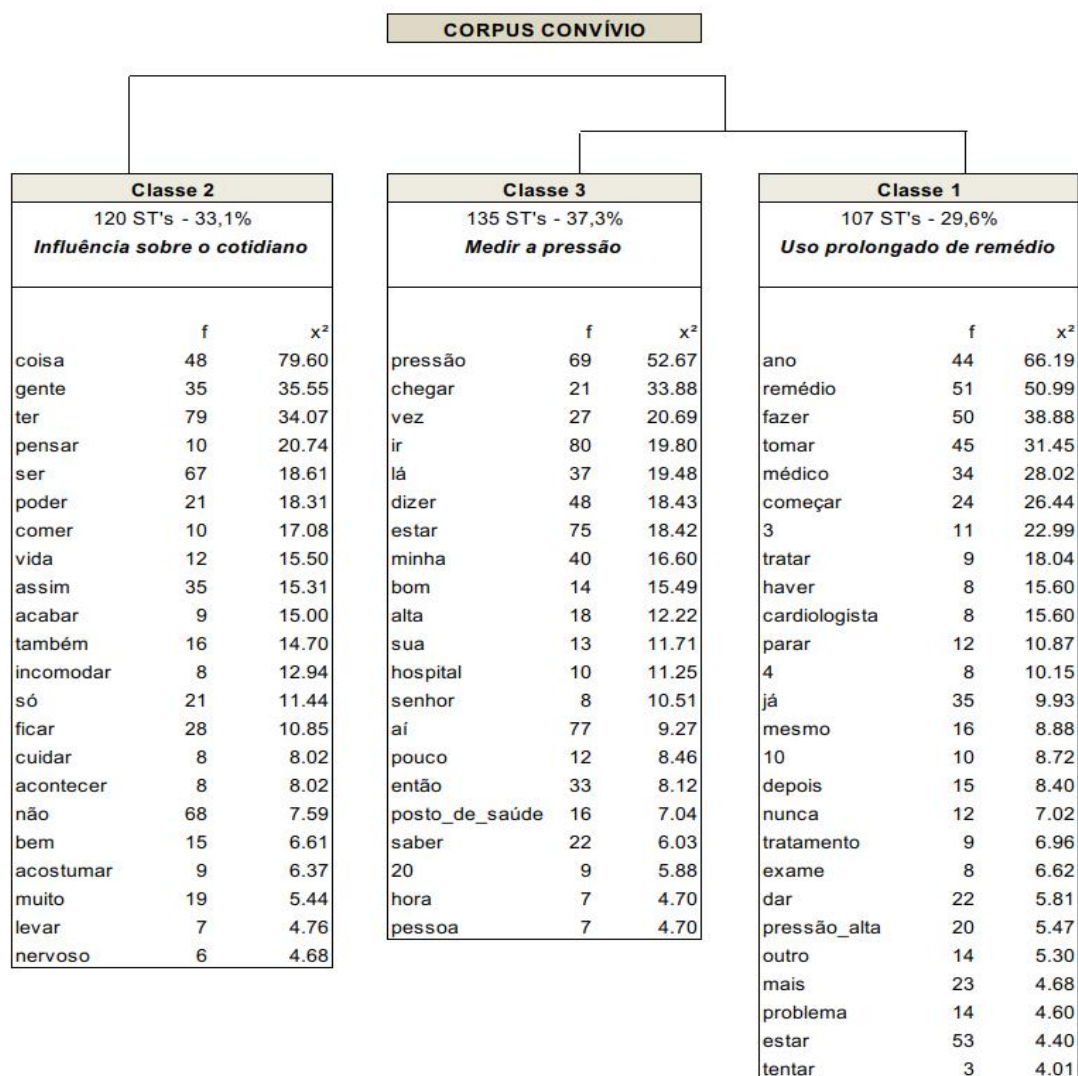 CORPUS CONVÍVIO
Classe 2
120 ST's - 33,1%
Influência sobre o cotidiano
f x²
coisa 48 79.60
gente 35 35.55
ter 79 34.07
pensar 10 20.74
ser 67 18.61
poder 21 18.31
comer 10 17.08
vida 12 15.50
assim 35 15.31
acabar 9 15.00
também 16 14.70
incomodar 8 12.94
só 21 11.44
ficar 28 10.85
cuidar 8 8.02
acontecer 8 8.02
não 68 7.59
bem 15 6.61
acostumar 9 6.37
muito 19 5.44
levar 7 4.76
nervoso 6 4.68
Classe 3
135 ST's - 37,3%
Medir a pressão
f x²
pressão 69 52.67
chegar 21 33.88
vez 27 20.69
ir 80 19.80
lá 37 19.48
dizer 48 18.43
estar 75 18.42
minha 40 16.60
bom 14 15.49
alta 18 12.22
sua 13 11.71
hospital 10 11.25
senhor 8 10.51
aí 77 9.27
pouco 12 8.46
então 33 8.12
posto_de_saúde 16 7.04
saber 22 6.03
20 9 5.88
hora 7 4.70
pessoa 7 4.70
Classe 1
107 ST's - 29,6%
Uso prolongado de remédio
f x²
ano 44 66.19
remédio 51 50.99
fazer 50 38.88
tomar 45 31.45
médico 34 28.02
começar 24 26.44
3 11 22.99
tratar 9 18.04
haver 8 15.60
cardiologista 8 15.60
parar 12 10.87
4 8 10.15
já 35 9.93
mesmo 16 8.88
10 10 8.72
depois 15 8.40
nunca 12 7.02
tratamento 9 6.96
exame 8 6.62
dar 22 5.81
pressão_alta 20 5.47
outro 14 5.30
mais 23 4.68
problema 14 4.60
estar 53 4.40
tentar 3 4.01